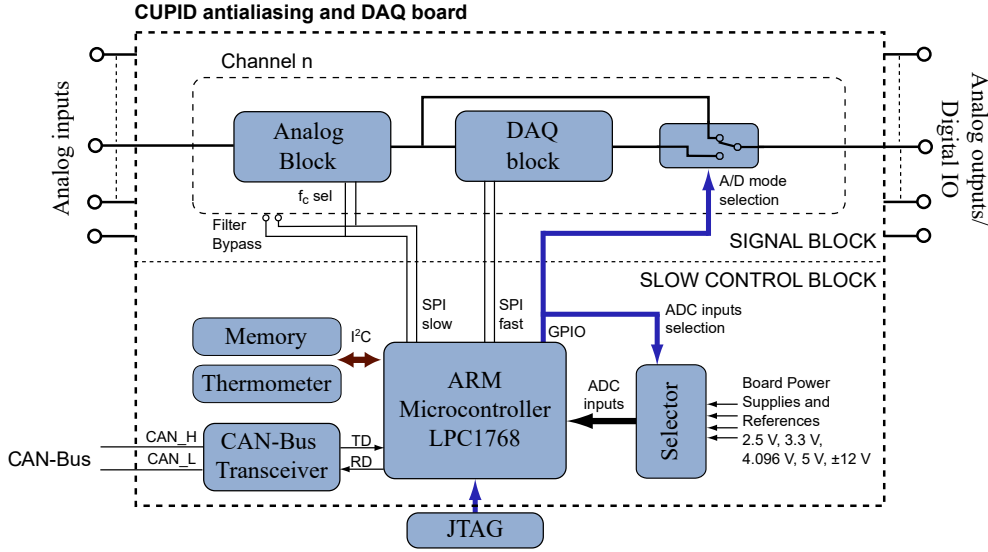 CUPID antialiasing and DAQ board
Channel n
Analog inputs
Analog
Block
DAQ
block
Analog outputs/
Digital IO
A/D mode
selection
f_c sel
Filter
Bypass
SIGNAL BLOCK
SLOW CONTROL BLOCK
SPI
slow
SPI
fast
GPIO
ADC inputs
selection
Memory
I²C
Thermometer
ARM
Microcontroller
LPC1768
ADC
inputs
Selector
Board Power
Supplies and
References
2.5 V, 3.3 V,
4.096 V, 5 V, ±12 V
CAN-Bus
CAN_H
CAN_L
CAN-Bus
Transceiver
TD
RD
JTAG